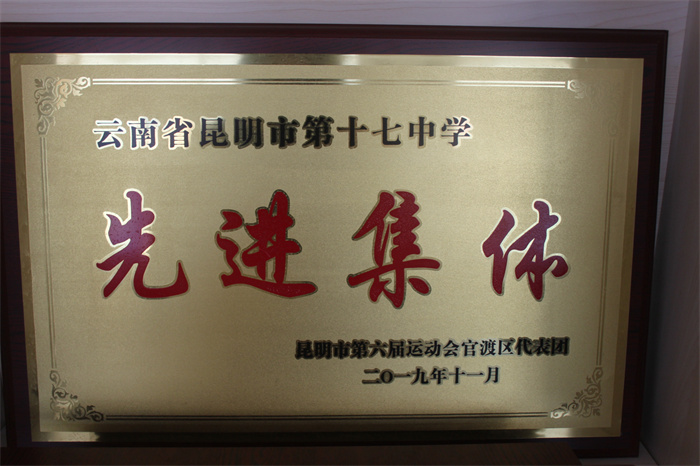 云南省昆明市第十七中学
先进集体
昆明市第六届运动会官渡区代表团
二O一九年十一月